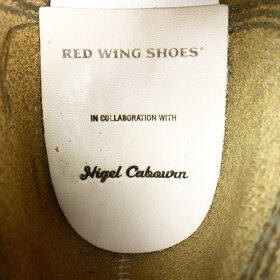 RED WING SHOES®
IN COLLABORATION WITH
Nigel Cabourn